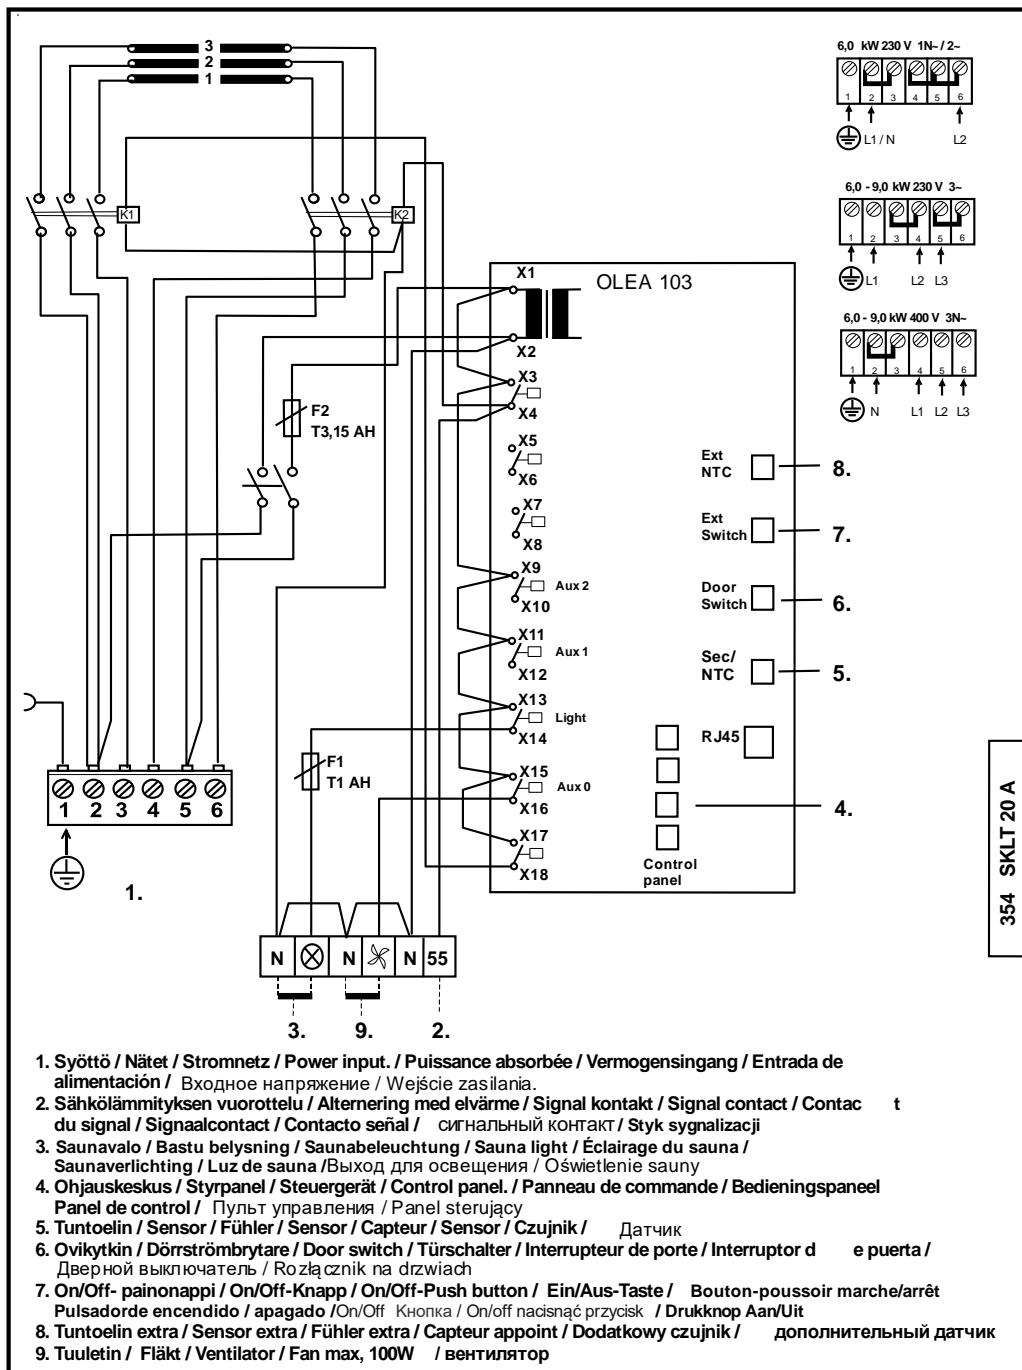 3
2
1
K1
K2
F2
T3,15 AH
F1
T1 AH
1 2 3 4 5 6
1.
N N N 55
3. 9. 2.
OLEA 103
X1
X2
X3
X4
X5
X6
X7
X8
X9
Aux 2
X10
X11
Aux 1
X12
X13
Light
X14
X15
Aux 0
X16
X17
X18
Ext
NTC
8.
Ext
Switch
7.
Door
Switch
6.
Sec/
NTC
5.
RJ45
4.
Control
panel
6,0 kW 230 V 1N~ / 2~
1 2 3 4 5 6
L1 / N L2
6,0 - 9,0 kW 230 V 3~
1 2 3 4 5 6
L1 L2 L3
6,0 - 9,0 kW 400 V 3N~
1 2 3 4 5 6
N L1 L2 L3
354 SKLT 20 A
1. Syöttö / Nätet / Stromnetz / Power input. / Puissance absorbée / Vermogensingang / Entrada de
alimentación / Входное напряжение / Wejście zasilania.
2. Sähkölämmityksen vuorottelu / Alternering med elvärme / Signal kontakt / Signal contact / Contac t
du signal / Signaalcontact / Contacto señal / сигнальный контакт / Styk sygnalizacji
3. Saunavalo / Bastu belysning / Saunabeleuchtung / Sauna light / Éclairage du sauna /
Saunaverlichting / Luz de sauna /Выход для освещения / Oświetlenie sauny
4. Ohjauskeskus / Styrpanel / Steuergerät / Control panel. / Panneau de commande / Bedieningspaneel
Panel de control / Пульт управления / Panel sterujący
5. Tuntoelin / Sensor / Fühler / Sensor / Capteur / Sensor / Czujnik / Датчик
6. Ovikytkin / Dörrströmbrytare / Door switch / Türschalter / Interrupteur de porte / Interruptor d e puerta /
Дверной выключатель / Rozłącznik na drzwiach
7. On/Off- painonappi / On/Off-Knapp / On/Off-Push button / Ein/Aus-Taste / Bouton-poussoir marche/arrêt
Pulsadorde encendido / apagado /On/Off Кнопка / On/off nacisnąć przycisk / Drukknop Aan/Uit
8. Tuntoelin extra / Sensor extra / Fühler extra / Capteur appoint / Dodatkowy czujnik / дополнительный датчик
9. Tuuletin / Fläkt / Ventilator / Fan max, 100W / вентилятор